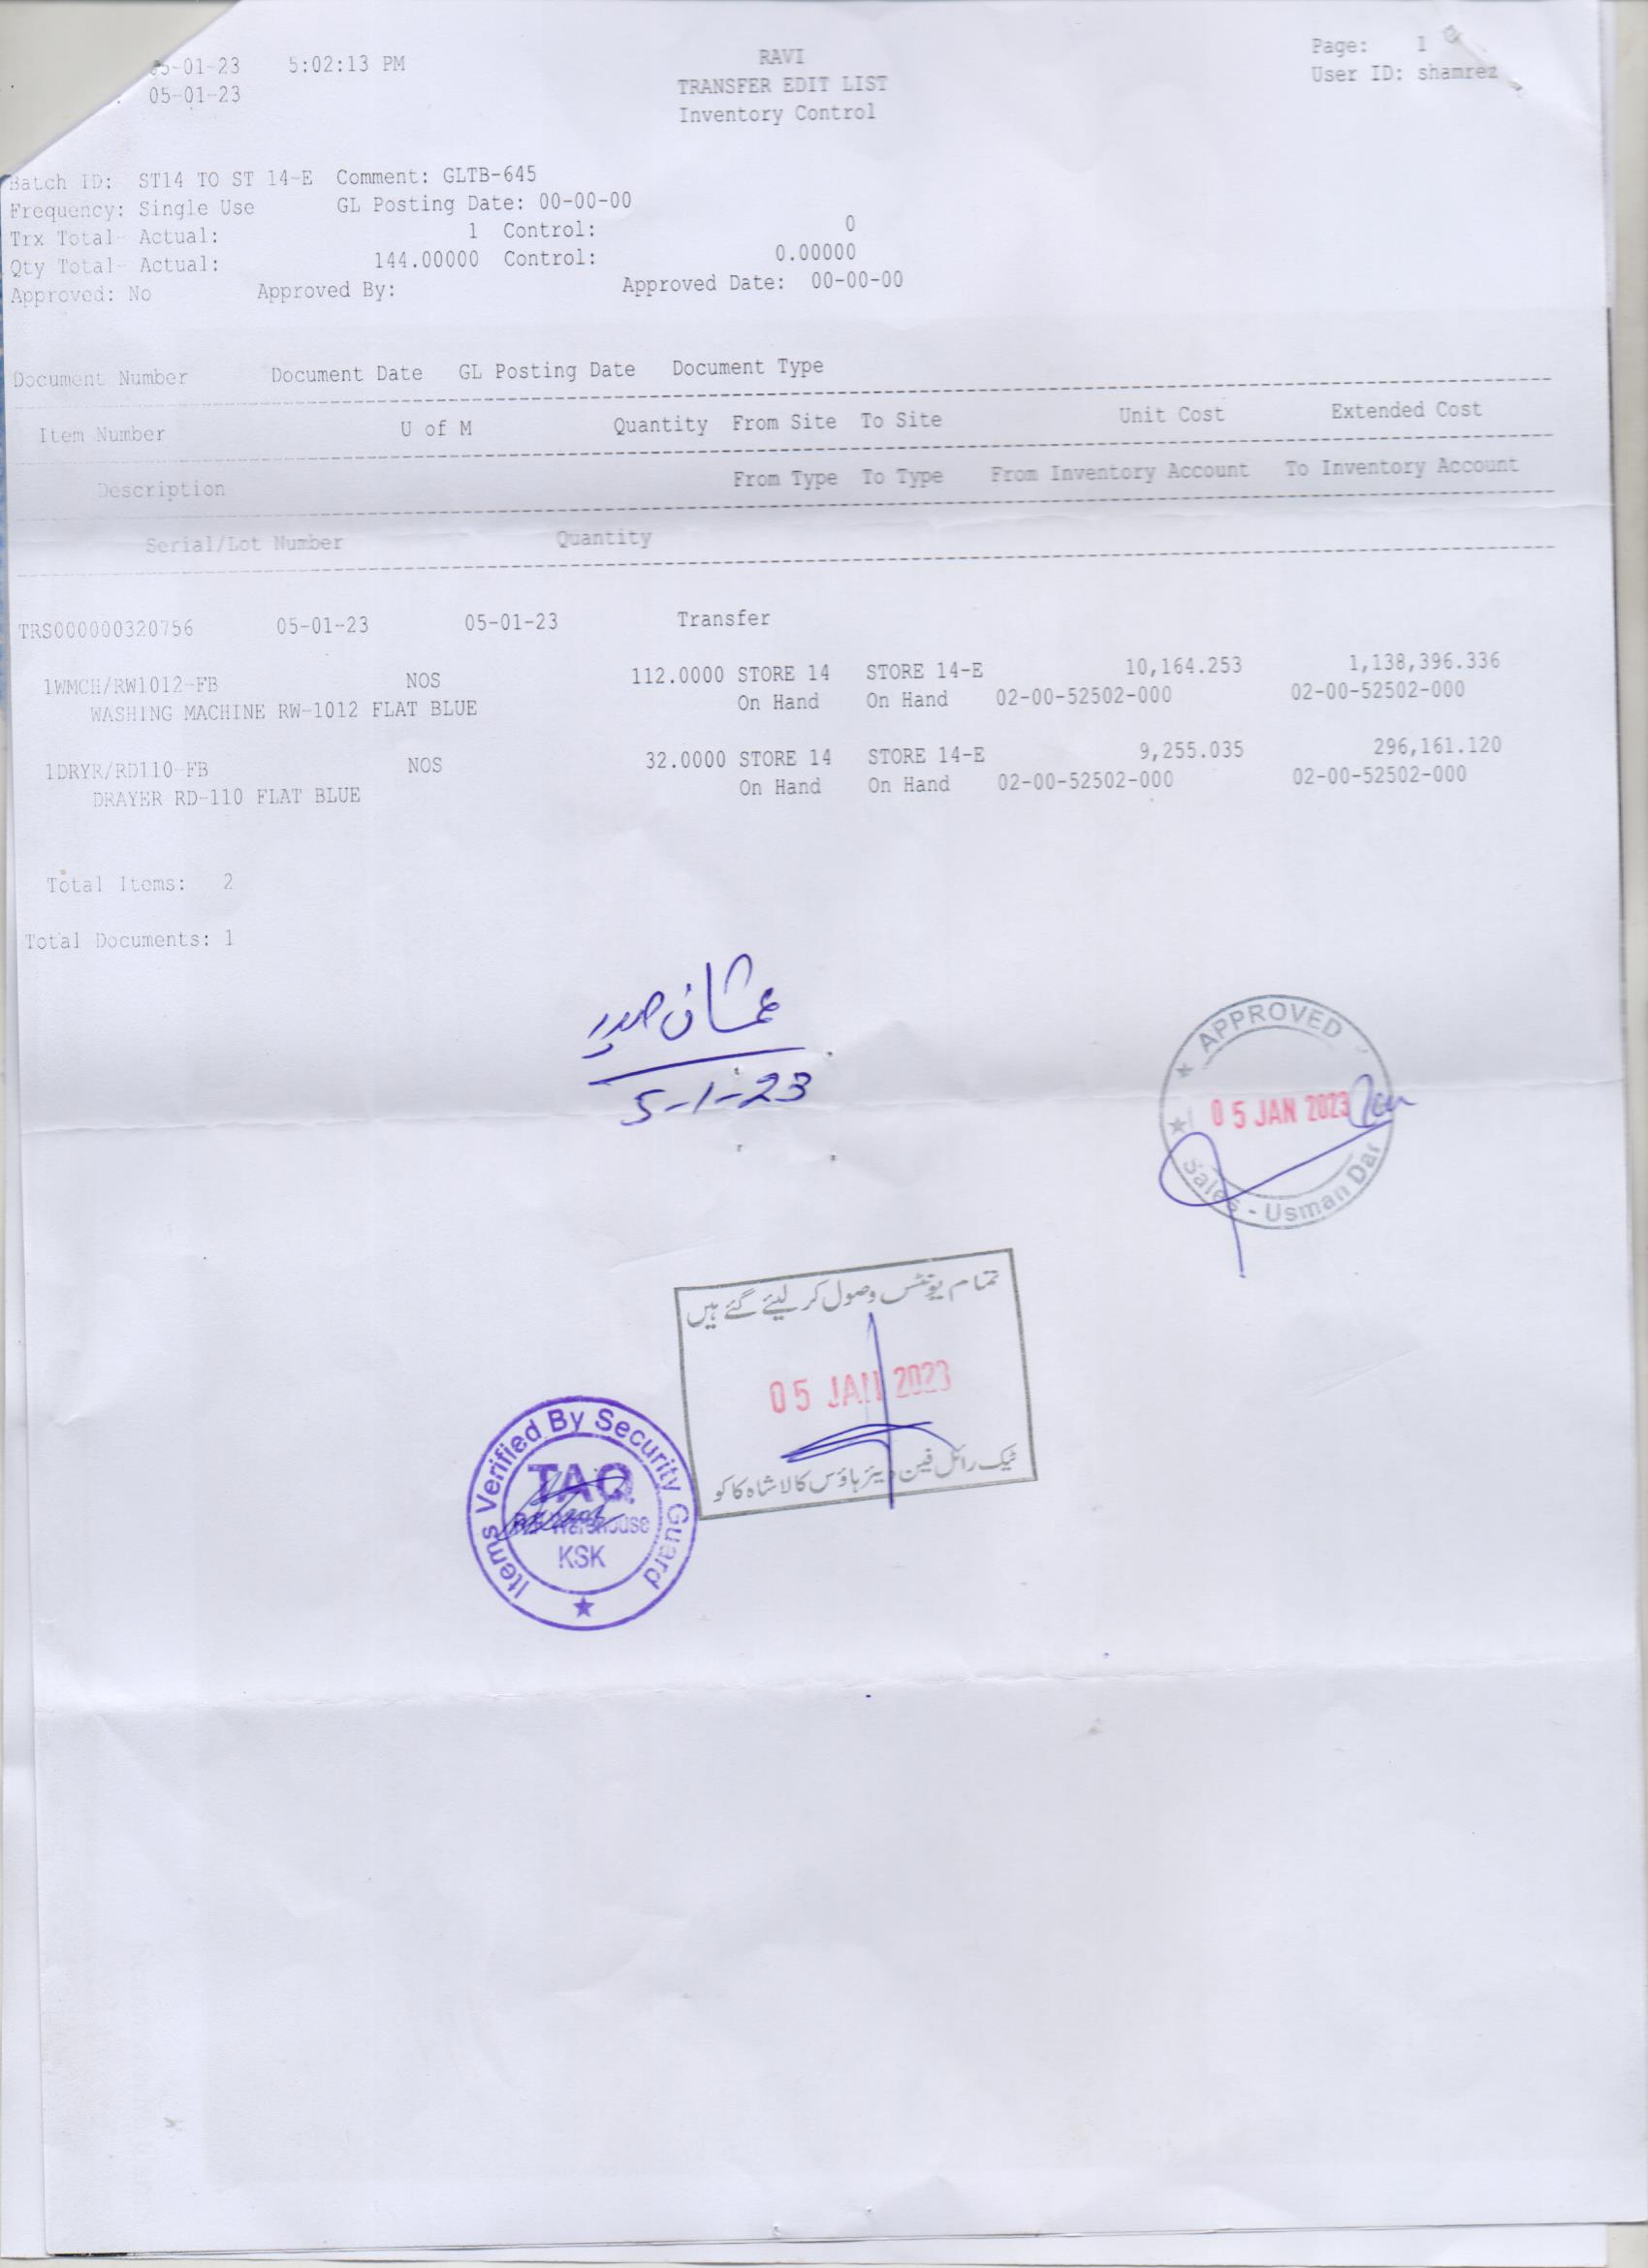 05-01-23 5:02:13 PM RAVI Page: 1
05-01-23 TRANSFER EDIT LIST User ID: shamrez
Inventory Control
Batch ID: ST14 TO ST 14-E Comment: GLTB-645
Frequency: Single Use GL Posting Date: 00-00-00
Trx Total- Actual: 1 Control: 0
Qty Total- Actual: 144.00000 Control: 0.00000
Approved: No Approved By: Approved Date: 00-00-00
Document Number Document Date GL Posting Date Document Type
Item Number U of M Quantity From Site To Site Unit Cost Extended Cost
Description From Type To Type From Inventory Account To Inventory Account
Serial/Lot Number Quantity
TRS000000320756 05-01-23 05-01-23 Transfer
1WMCH/RW1012-FB NOS 112.0000 STORE 14 STORE 14-E 10,164.253 1,138,396.336
WASHING MACHINE RW-1012 FLAT BLUE On Hand On Hand 02-00-52502-000 02-00-52502-000
1DRYR/RD110-FB NOS 32.0000 STORE 14 STORE 14-E 9,255.035 296,161.120
DRAYER RD-110 FLAT BLUE On Hand On Hand 02-00-52502-000 02-00-52502-000
Total Items: 2
Total Documents: 1
5-1-23
APPROVED
05 JAN 2023
Sales - Usman Dar
تمام یونٹس وصول کر لیئے گئے ہیں
05 JAN 2023
ٹیک رائل فین ویئر ہاؤس کالا شاہ کاکو
Items Verified By Security Guard
TAQ
Warehouse
KSK